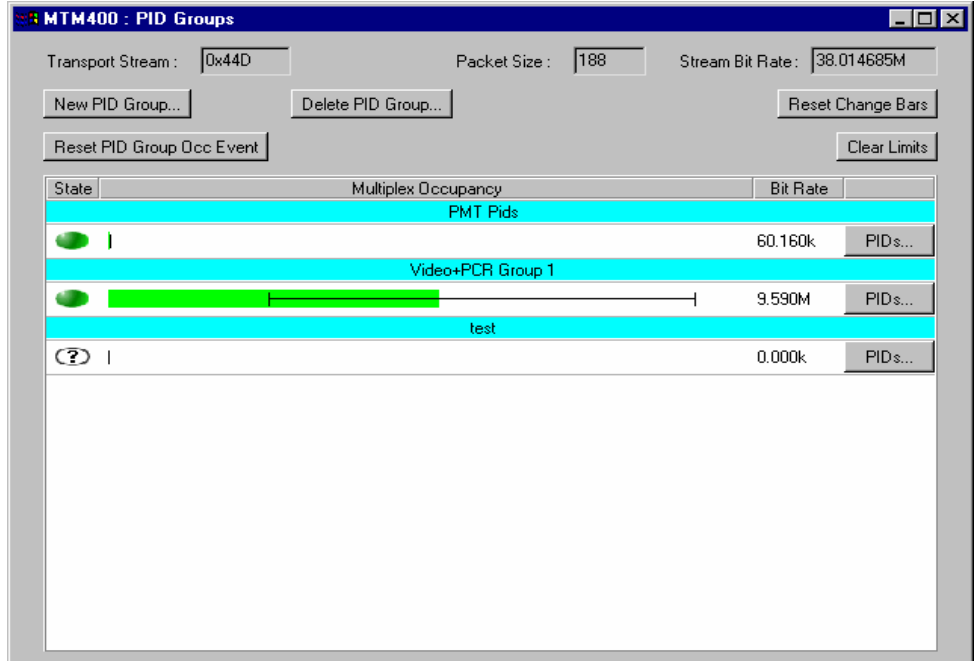 MTM400 : PID Groups
Transport Stream : 0x44D Packet Size : 188 Stream Bit Rate : 38.014685M
New PID Group... Delete PID Group... Reset Change Bars
Reset PID Group Occ Event Clear Limits
State Multiplex Occupancy Bit Rate
PMT Pids
60.160k PIDs...
Video+PCR Group 1
9.590M PIDs...
test
(?) 0.000k PIDs...